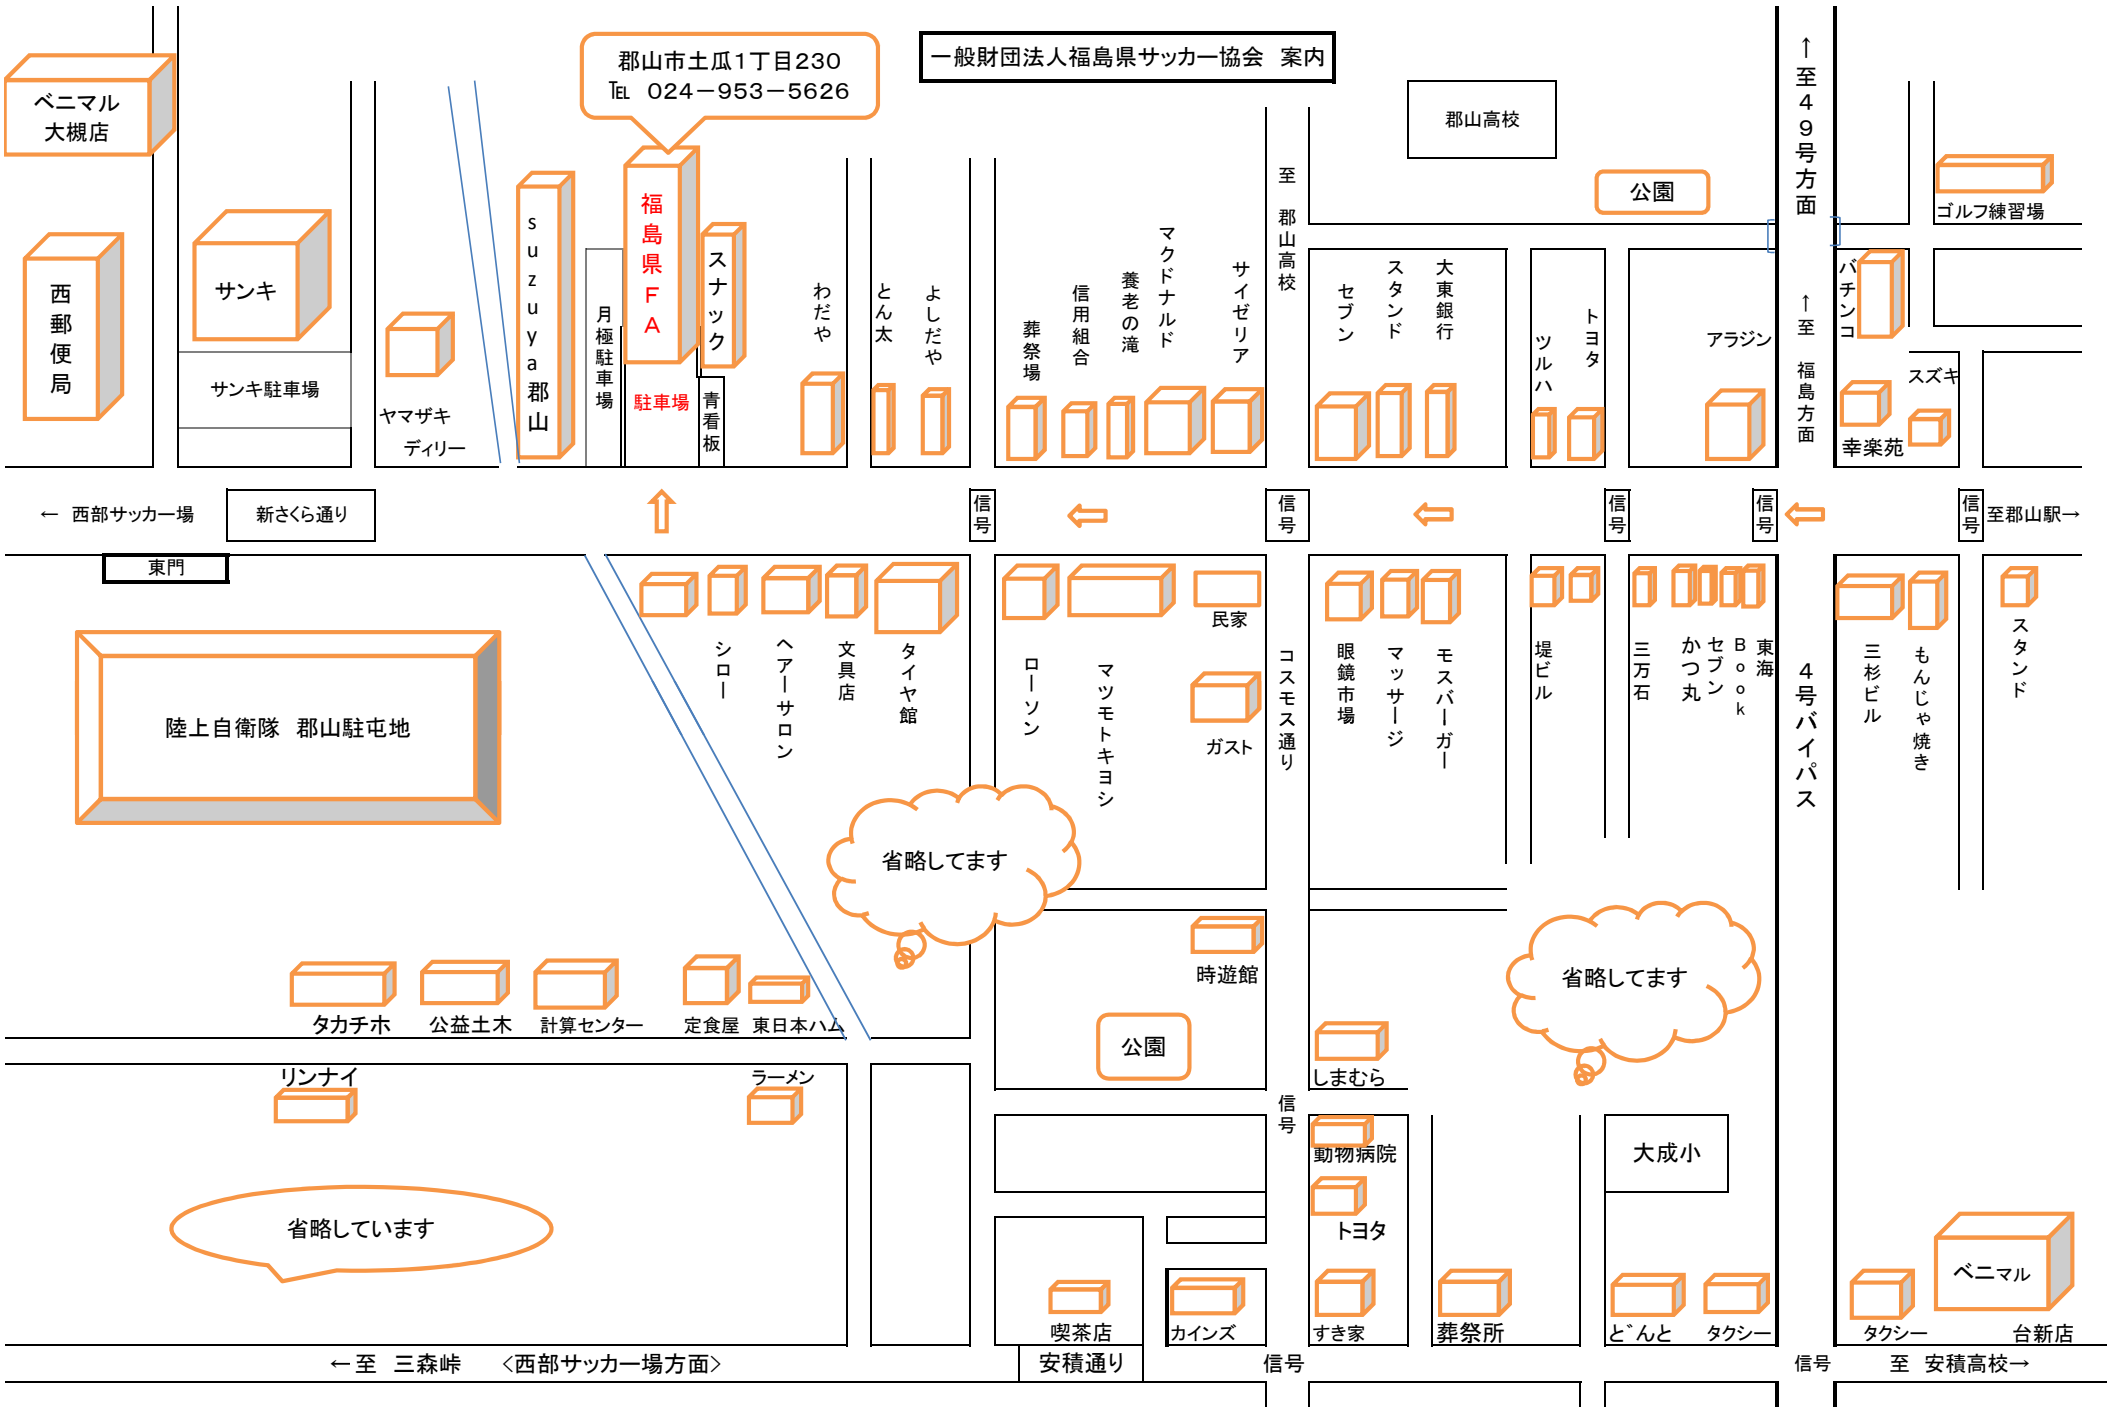 一般財団法人福島県サッカー協会 案内
郡山市土瓜1丁目230
℡ 024－953－5626
ベニマル
大槻店
西郵便局
サンキ
サンキ駐車場
ヤマザキ
ディリー
suzuya郡山
月極駐車場
福島県FA
駐車場
スナック
青看板
わだや
とん太
よしだや
葬祭場
信用組合
養老の滝
マクドナルド
サイゼリア
至 郡山高校
郡山高校
公園
セブン
スタンド
大東銀行
ツルハ
トヨタ
アラジン
↑至49号方面
↑至 福島方面
バチンコ
ゴルフ練習場
幸楽苑
スズキ
← 西部サッカー場
新さくら通り
信号
信号
信号
信号
信号
至郡山駅→
東門
陸上自衛隊 郡山駐屯地
シロー
ヘアーサロン
文具店
タイヤ館
ローソン
マツモトキヨシ
民家
ガスト
コスモス通り
眼鏡市場
マッサージ
モスバーガー
堤ビル
三万石
かつ丸
セブン
Book
東海
4号バイパス
三杉ビル
もんじゃ焼き
スタンド
省略してます
省略してます
時遊館
公園
タカチホ
公益土木
計算センター
定食屋
東日本ハム
リンナイ
ラーメン
しまむら
信号
動物病院
トヨタ
大成小
省略しています
喫茶店
カインズ
すき家
葬祭所
ど゛んと
タクシー
タクシー
ベニマル
台新店
←至 三森峠 <西部サッカー場方面>
安積通り
信号
信号
至 安積高校→